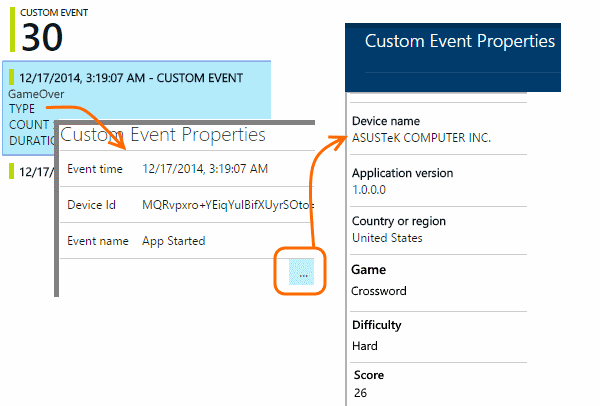 CUSTOM EVENT
30
12/17/2014, 3:19:07 AM - CUSTOM EVENT
GameOver
TYPE
COUNT
DURATIO
12/17/
Custom Event Properties
Event time 12/17/2014, 3:19:07 AM
Device Id
Event name App Started
...
Custom Event Properties
Device name
ASUSTeK COMPUTER INC.
Application version
1.0.0.0
Country or region
United States
Game
Crossword
Difficulty
Hard
Score
26